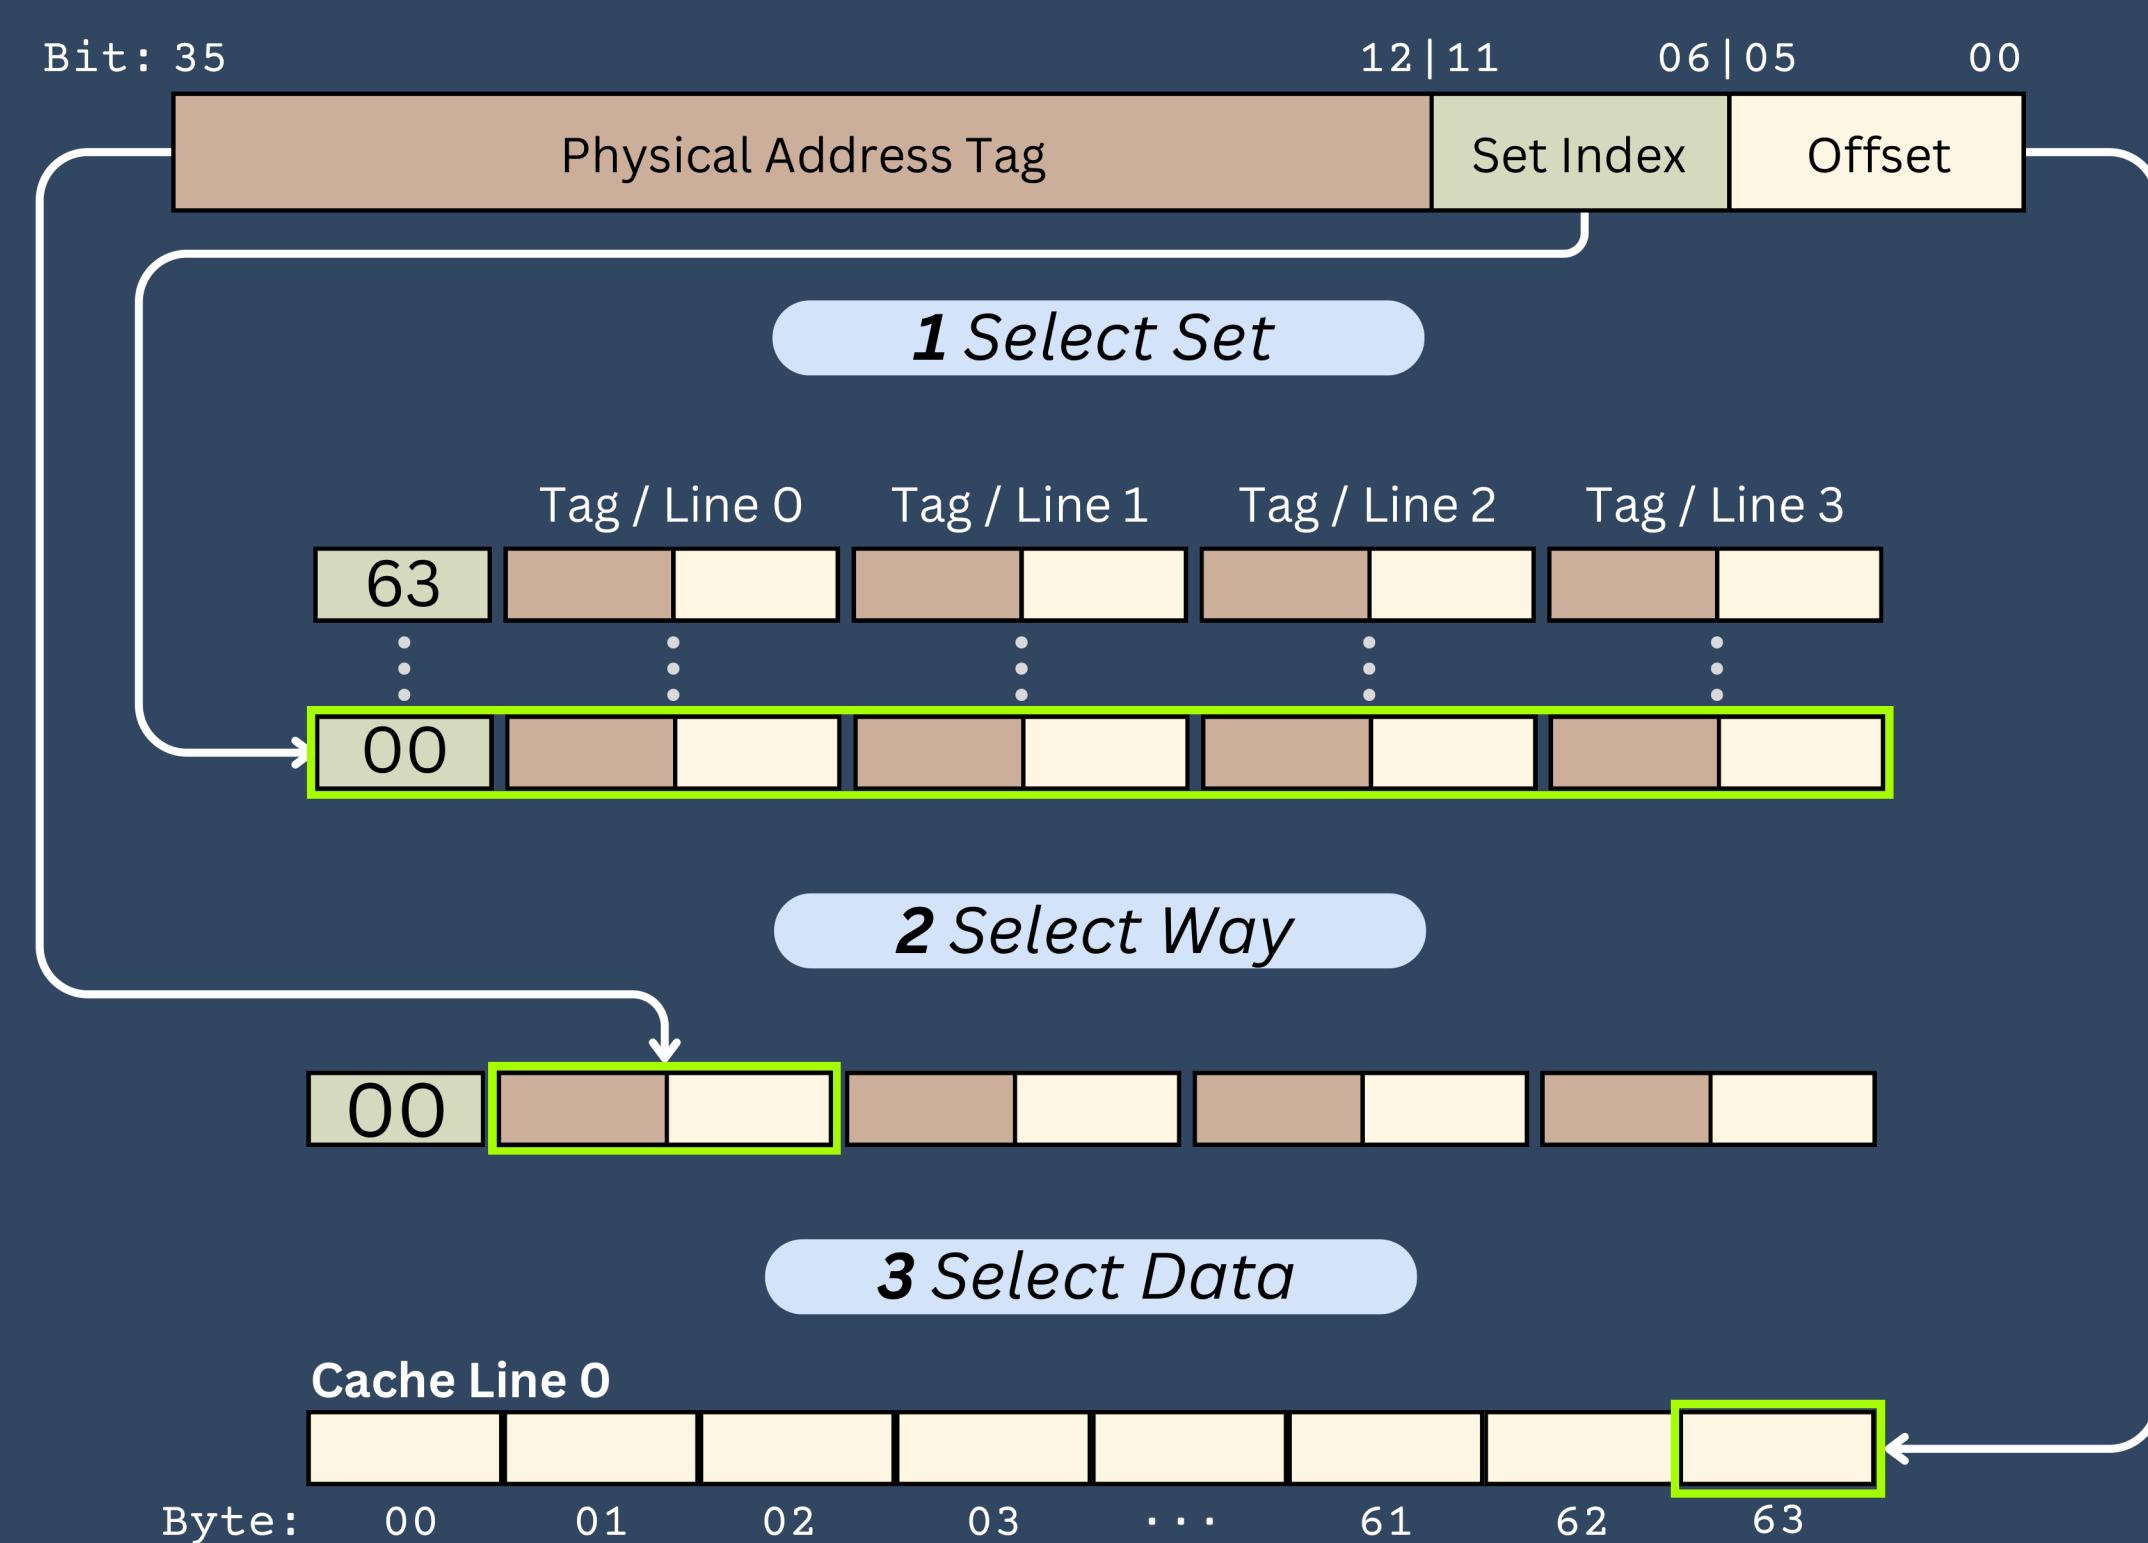 Bit: 35 12|11 06|05 00
Physical Address Tag Set Index Offset
1 Select Set
Tag / Line 0 Tag / Line 1 Tag / Line 2 Tag / Line 3
63
00
2 Select Way
00
3 Select Data
Cache Line 0
Byte: 00 01 02 03 ... 61 62 63